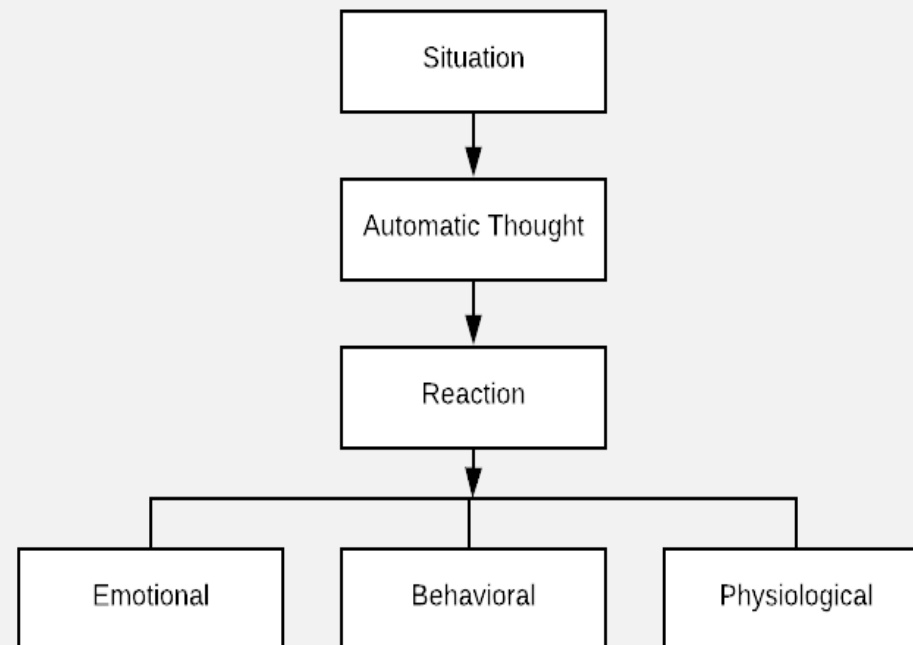 Situation
Automatic Thought
Reaction
Emotional
Behavioral
Physiological